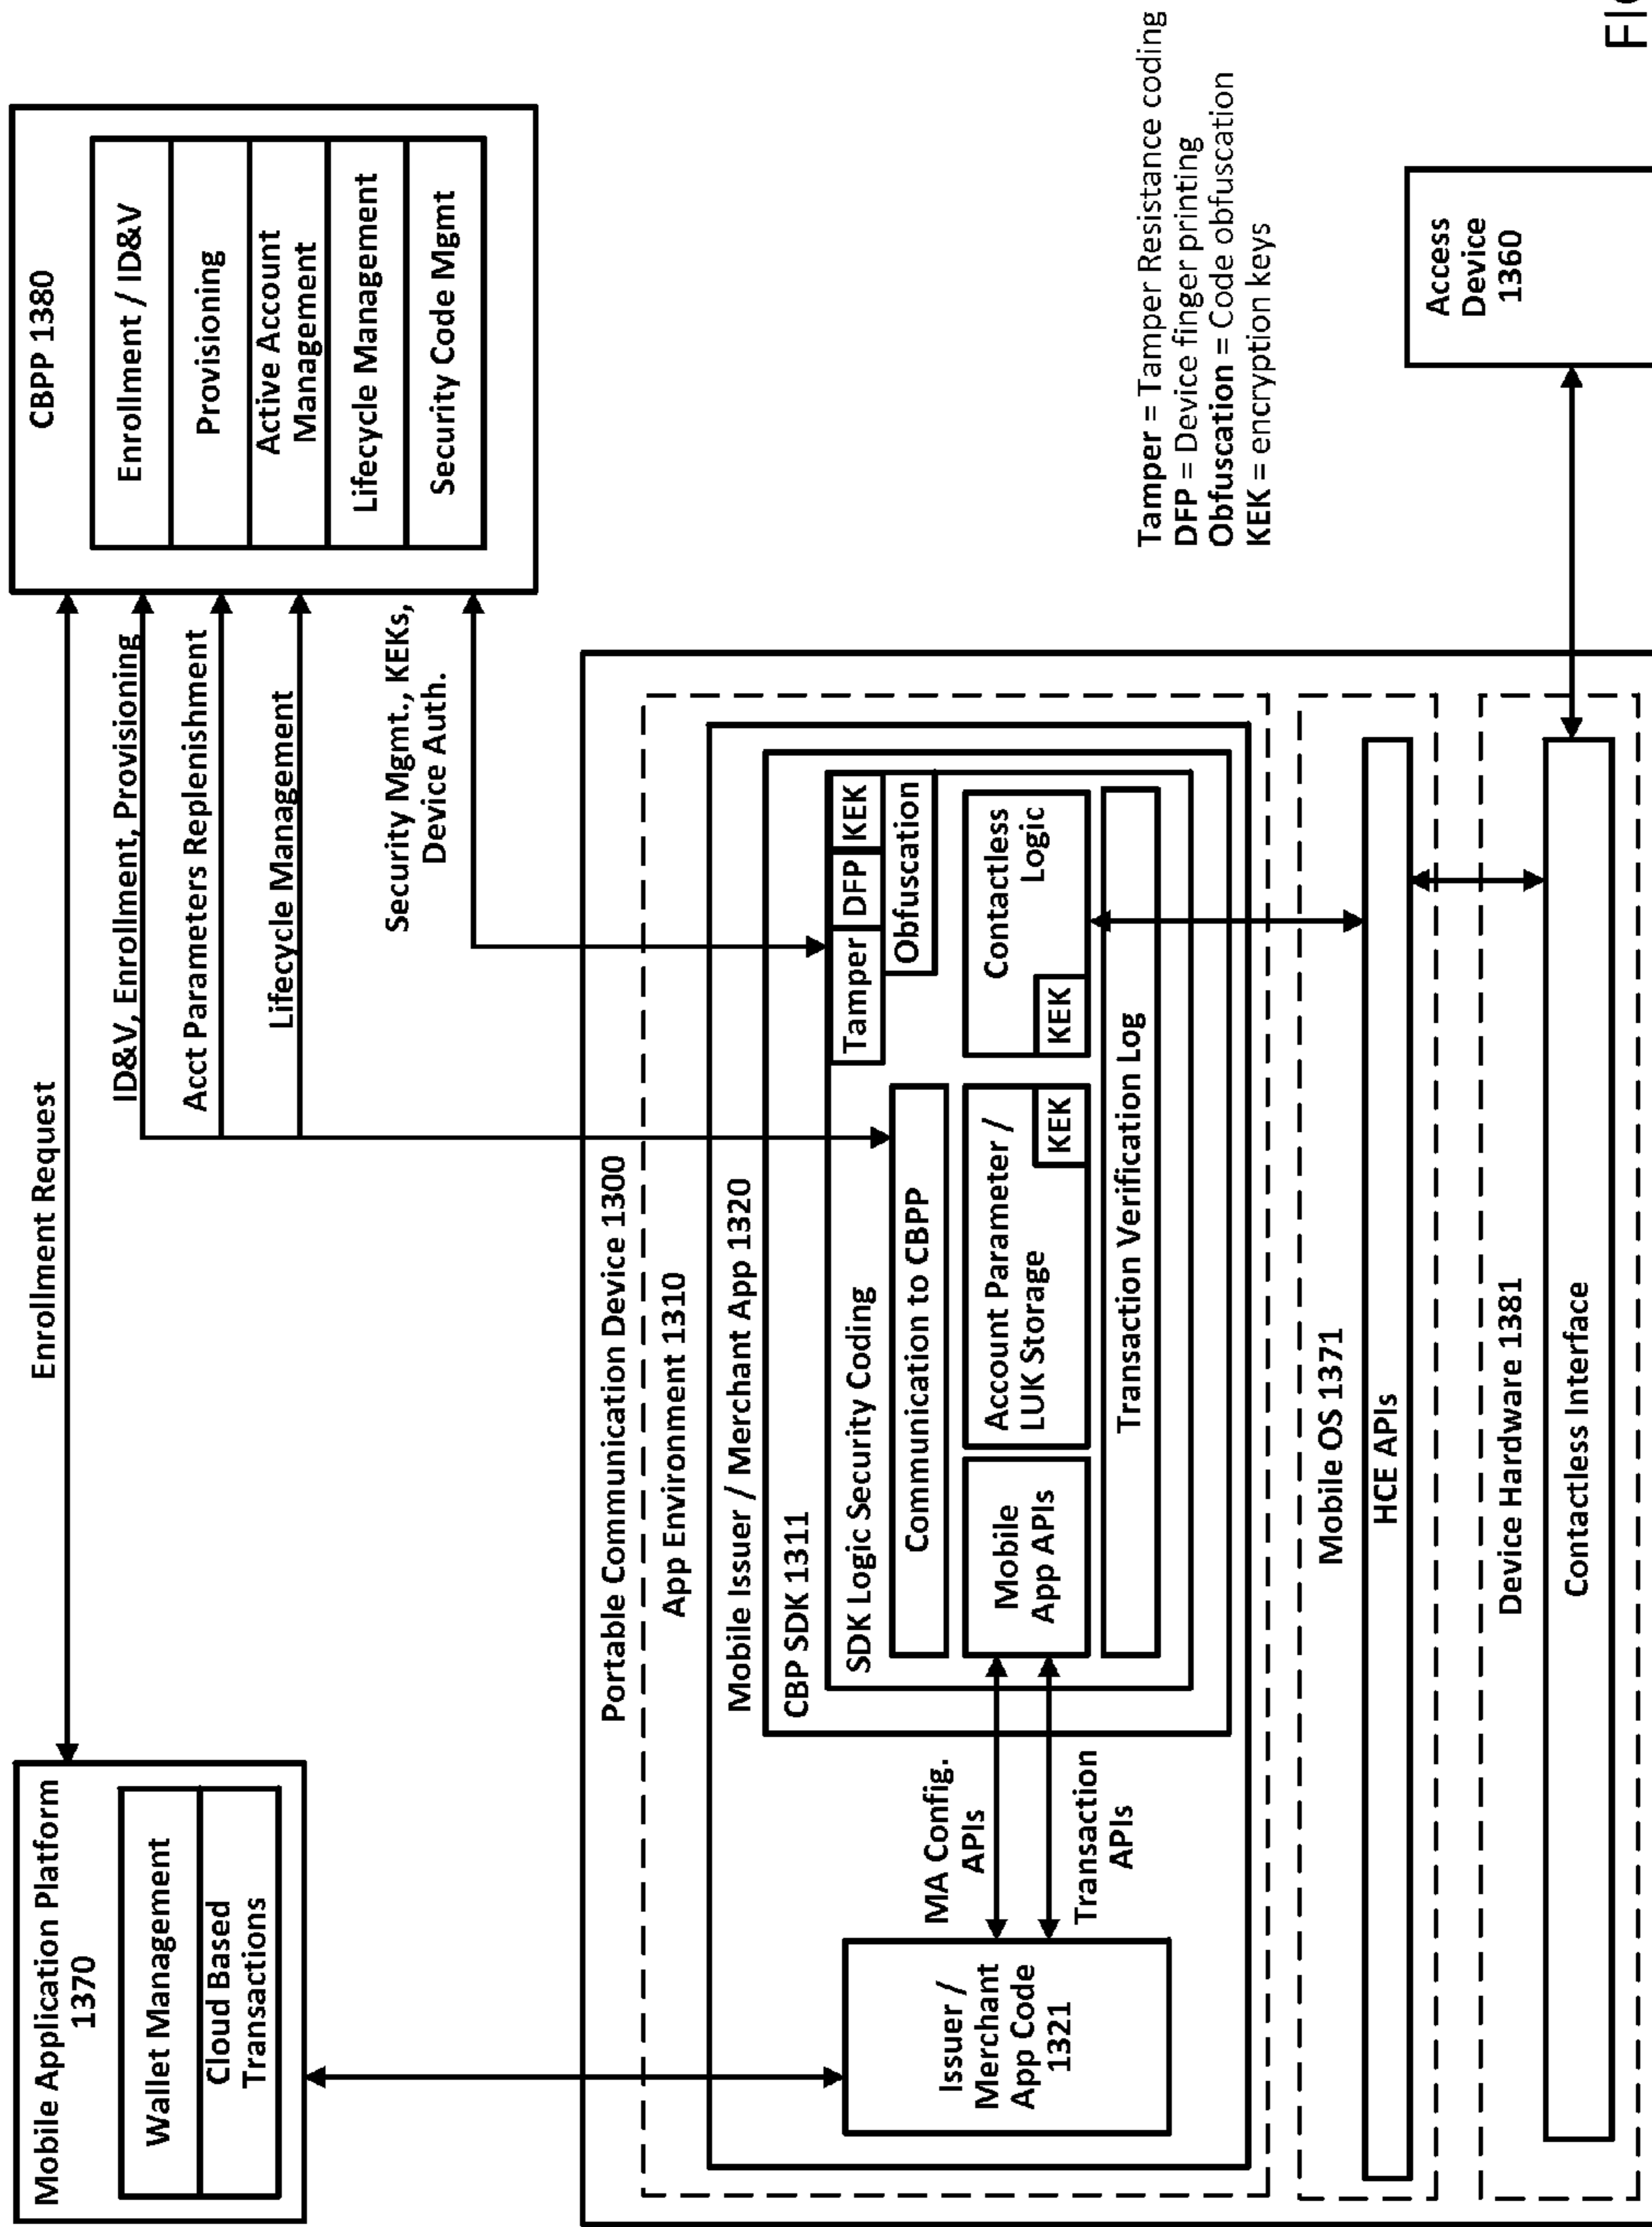 Mobile Application Platform
1370
Wallet Management
Cloud Based
Transactions
Enrollment Request
CBPP 1380
Enrollment / ID&V
Provisioning
Active Account
Management
Lifecycle Management
Security Code Mgmt
ID&V, Enrollment, Provisioning
Acct Parameters Replenishment
Lifecycle Management
Security Mgmt., KEKs,
Device Auth.
Portable Communication Device 1300
App Environment 1310
Mobile Issuer / Merchant App 1320
CBP SDK 1311
SDK Logic Security Coding
Tamper
DFP
KEK
Obfuscation
Communication to CBPP
Issuer /
Merchant
App Code
1321
MA Config.
APIs
Transaction
APIs
Mobile
App APIs
Account Parameter /
LUK Storage
KEK
Contactless
Logic
KEK
Transaction Verification Log
Mobile OS 1371
HCE APIs
Device Hardware 1381
Contactless Interface
Tamper = Tamper Resistance coding
DFP = Device finger printing
Obfuscation = Code obfuscation
KEK = encryption keys
Access
Device
1360